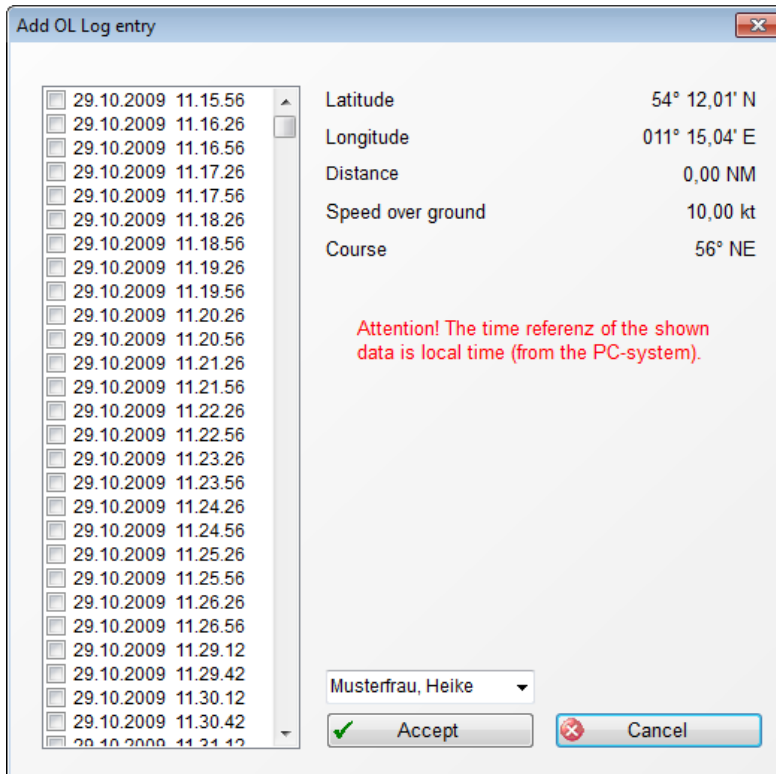 Add OL Log entry
29.10.2009 11.15.56
29.10.2009 11.16.26
29.10.2009 11.16.56
29.10.2009 11.17.26
29.10.2009 11.17.56
29.10.2009 11.18.26
29.10.2009 11.18.56
29.10.2009 11.19.26
29.10.2009 11.19.56
29.10.2009 11.20.26
29.10.2009 11.20.56
29.10.2009 11.21.26
29.10.2009 11.21.56
29.10.2009 11.22.26
29.10.2009 11.22.56
29.10.2009 11.23.26
29.10.2009 11.23.56
29.10.2009 11.24.26
29.10.2009 11.24.56
29.10.2009 11.25.26
29.10.2009 11.25.56
29.10.2009 11.26.26
29.10.2009 11.26.56
29.10.2009 11.29.12
29.10.2009 11.29.42
29.10.2009 11.30.12
29.10.2009 11.30.42
29.10.2009 11.31.12
Latitude 54° 12,01' N
Longitude 011° 15,04' E
Distance 0,00 NM
Speed over ground 10,00 kt
Course 56° NE
Attention! The time referenz of the shown
data is local time (from the PC-system).
Musterfrau, Heike
Accept Cancel